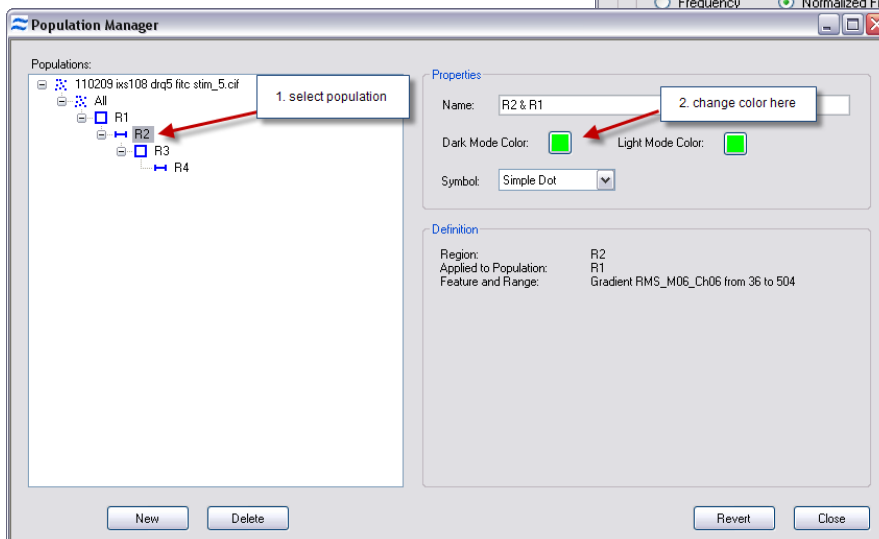 Frequency Normalized F
Population Manager
Populations:
110209 ixs108 drq5 fitc stim_5.cif
All
R1
R2
R3
R4
1. select population
Properties
Name: R2 & R1
2. change color here
Dark Mode Color: Light Mode Color:
Symbol: Simple Dot
Definition
Region: R2
Applied to Population: R1
Feature and Range: Gradient RMS_M06_Ch06 from 36 to 504
New Delete Revert Close